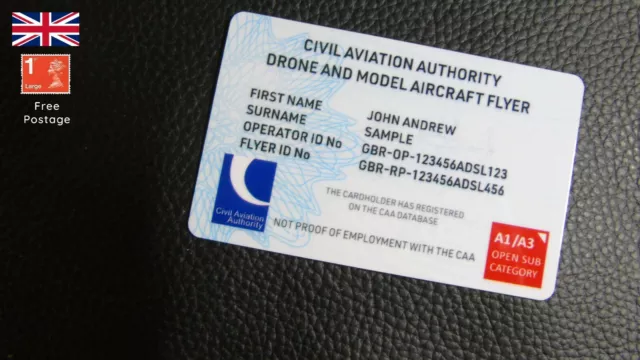 1st
Large
Free
Postage
CIVIL AVIATION AUTHORITY
DRONE AND MODEL AIRCRAFT FLYER
FIRST NAME JOHN ANDREW
SURNAME SAMPLE
OPERATOR ID No GBR-OP-123456ADSL123
FLYER ID No GBR-RP-123456ADSL456
THE CARDHOLDER HAS REGISTERED
ON THE CAA DATABASE
Civil Aviation
Authority
NOT PROOF OF EMPLOYMENT WITH THE CAA
A1/A3
OPEN SUB
CATEGORY